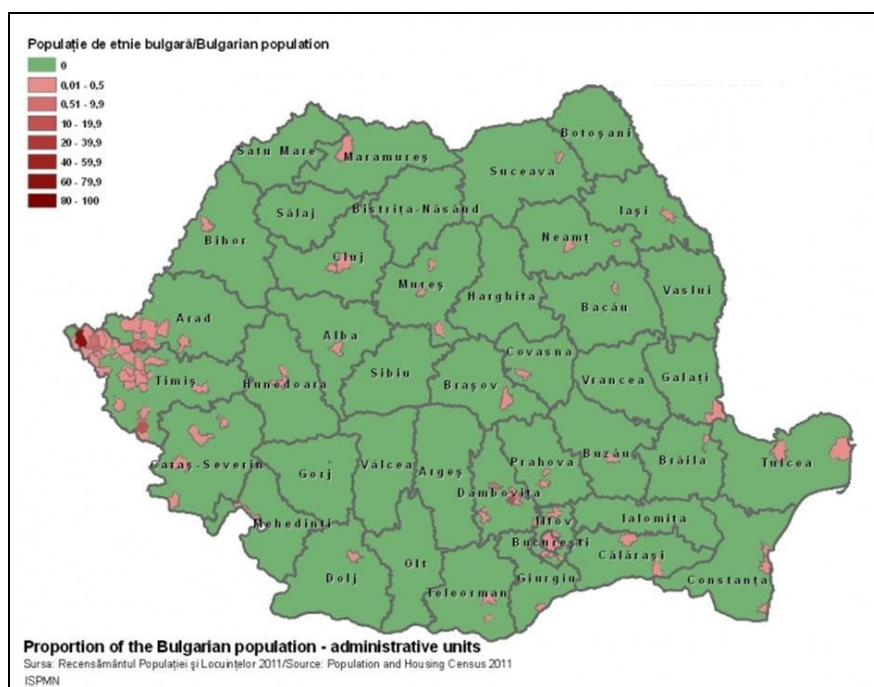 Populație de etnie bulgară/Bulgarian population
0
0,01 - 0,5
0,51 - 9,9
10 - 19,9
20 - 39,9
40 - 59,9
60 - 79,9
80 - 100
Botoșani
Satu Mare
Maramureș
Suceava
Sălaj
Bistrița-Năsăud
Iași
Bihor
Neamț
Cluj
Mureș
Harghita
Vaslui
Bacău
Arad
Alba
Covasna
Timiș
Hunedoara
Sibiu
Brașov
Vrancea
Galați
Caraș-Severin
Gorj
Vâlcea
Argeș
Prahova
Buzău
Brăila
Tulcea
Dâmbovița
Mehedinți
Ilfov
Ialomița
București
Călărași
Dolj
Olt
Teleorman
Giurgiu
Constanța
Proportion of the Bulgarian population - administrative units
Sursa: Recensământul Populației și Locuințelor 2011/Source: Population and Housing Census 2011
ISPMN